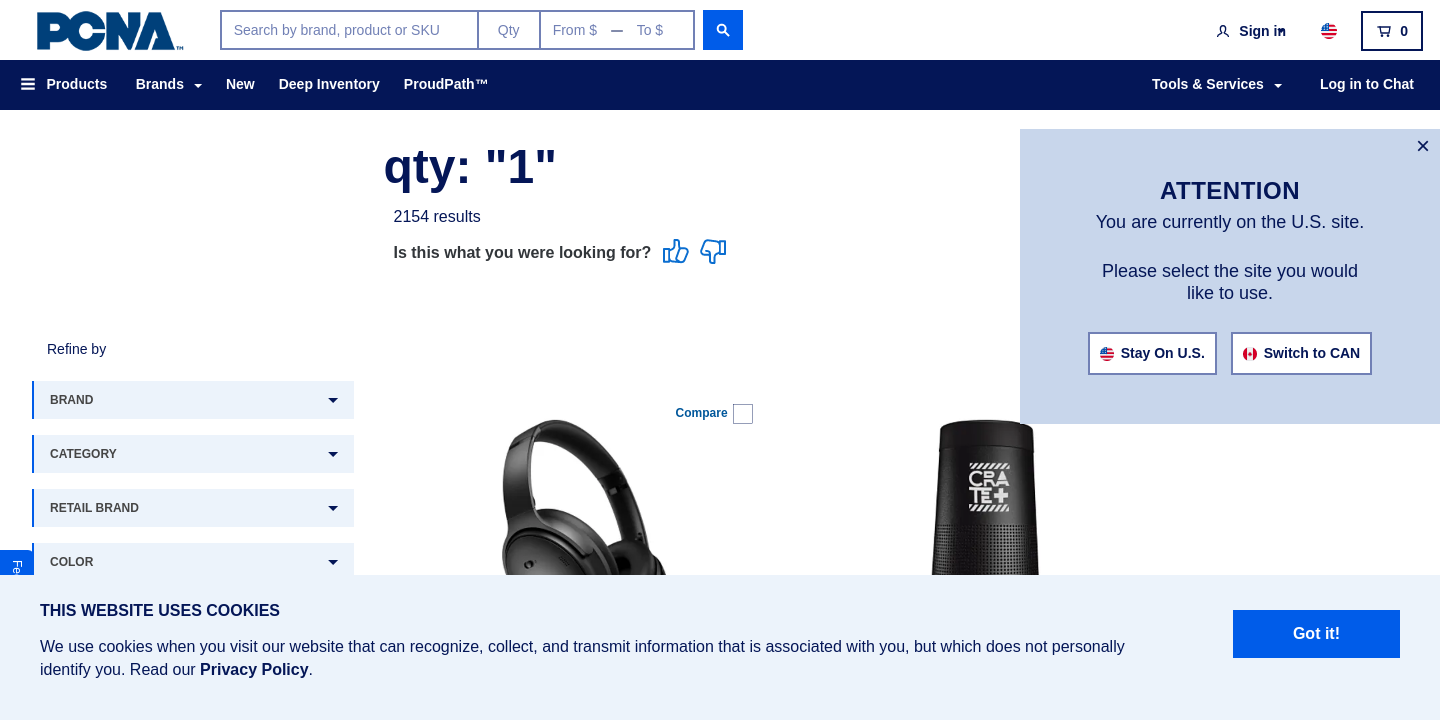 PCNA™
Search by brand, product or SKU
Qty
From $ — To $
Sign in
0
Products
Brands
New
Deep Inventory
ProudPath™
Tools & Services
Log in to Chat
qty: "1"
2154 results
Is this what you were looking for?
×
ATTENTION
You are currently on the U.S. site.
Please select the site you would
like to use.
Stay On U.S.
Switch to CAN
Refine by
BRAND
CATEGORY
RETAIL BRAND
COLOR
Compare
CRATE+
THIS WEBSITE USES COOKIES
We use cookies when you visit our website that can recognize, collect, and transmit information that is associated with you, but which does not personally
identify you. Read our Privacy Policy.
Got it!